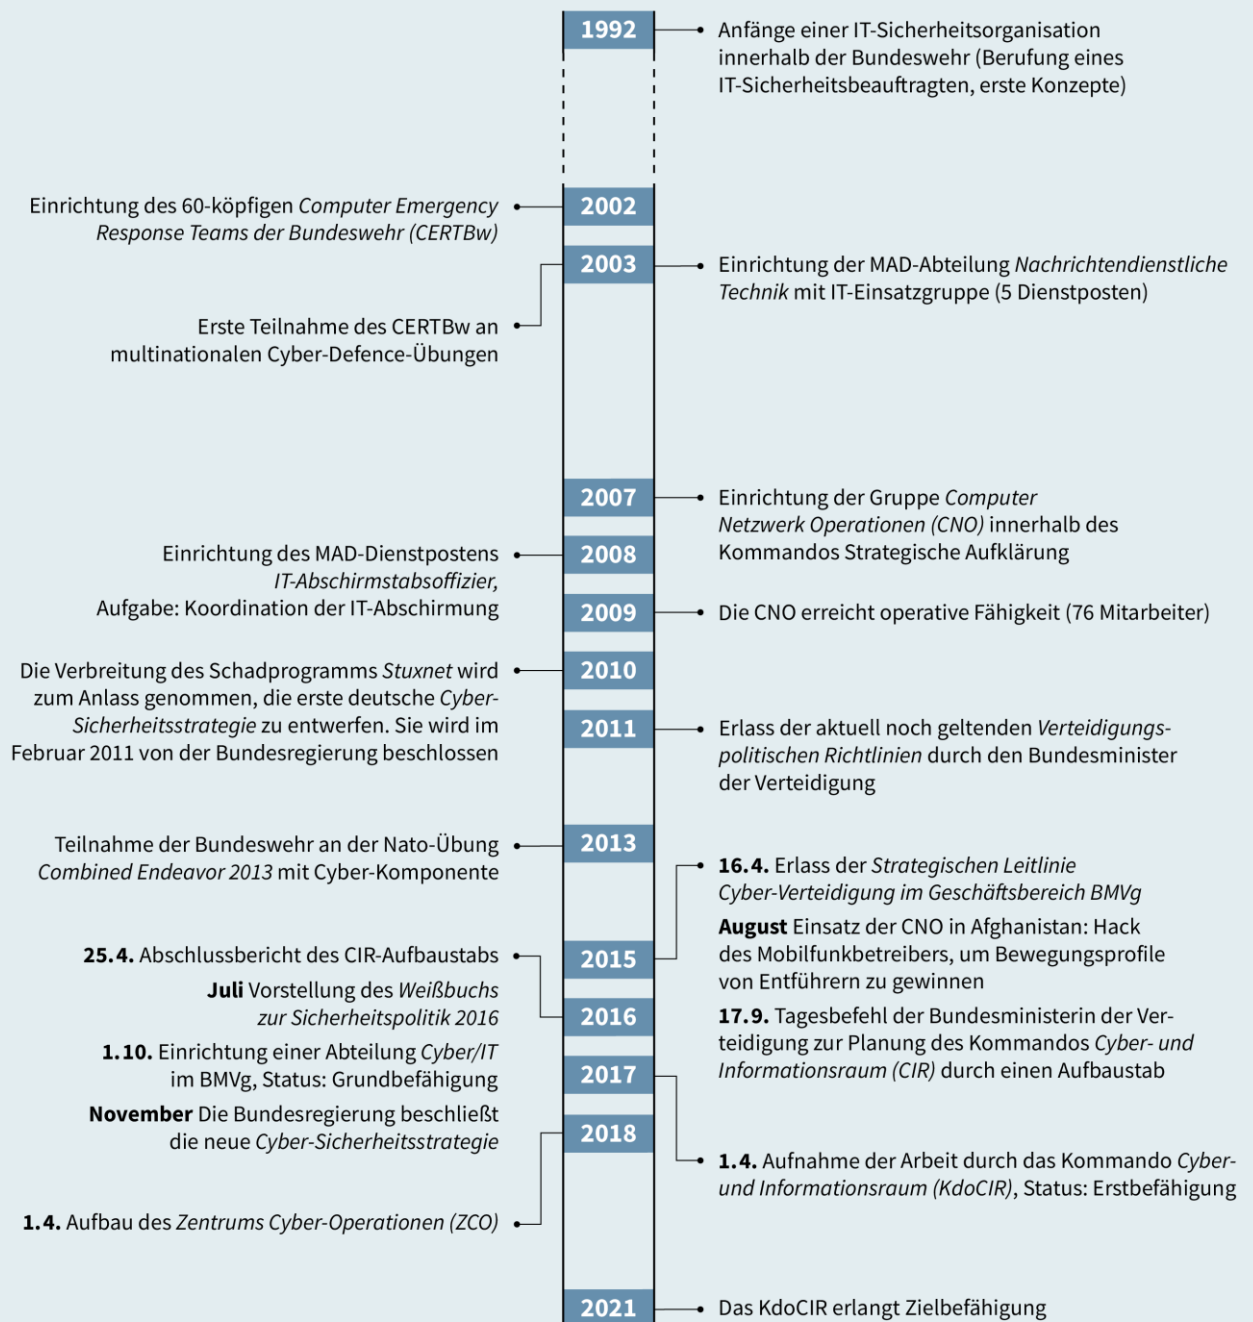 1992
Anfänge einer IT-Sicherheitsorganisation
innerhalb der Bundeswehr (Berufung eines
IT-Sicherheitsbeauftragten, erste Konzepte)
2002
Einrichtung des 60-köpfigen Computer Emergency
Response Teams der Bundeswehr (CERTBw)
2003
Einrichtung der MAD-Abteilung Nachrichtendienstliche
Technik mit IT-Einsatzgruppe (5 Dienstposten)
Erste Teilnahme des CERTBw an
multinationalen Cyber-Defence-Übungen
2007
Einrichtung der Gruppe Computer
Netzwerk Operationen (CNO) innerhalb des
Kommandos Strategische Aufklärung
2008
Einrichtung des MAD-Dienstpostens
IT-Abschirmstabsoffizier,
Aufgabe: Koordination der IT-Abschirmung
2009
Die CNO erreicht operative Fähigkeit (76 Mitarbeiter)
2010
Die Verbreitung des Schadprogramms Stuxnet wird
zum Anlass genommen, die erste deutsche Cyber-
Sicherheitsstrategie zu entwerfen. Sie wird im
Februar 2011 von der Bundesregierung beschlossen
2011
Erlass der aktuell noch geltenden Verteidigungs-
politischen Richtlinien durch den Bundesminister
der Verteidigung
2013
Teilnahme der Bundeswehr an der Nato-Übung
Combined Endeavor 2013 mit Cyber-Komponente
2015
16.4. Erlass der Strategischen Leitlinie
Cyber-Verteidigung im Geschäftsbereich BMVg
August Einsatz der CNO in Afghanistan: Hack
des Mobilfunkbetreibers, um Bewegungsprofile
von Entführern zu gewinnen
17.9. Tagesbefehl der Bundesministerin der Ver-
teidigung zur Planung des Kommandos Cyber- und
Informationsraum (CIR) durch einen Aufbaustab
2016
25.4. Abschlussbericht des CIR-Aufbaustabs
Juli Vorstellung des Weißbuchs
zur Sicherheitspolitik 2016
1.10. Einrichtung einer Abteilung Cyber/IT
im BMVg, Status: Grundbefähigung
November Die Bundesregierung beschließt
die neue Cyber-Sicherheitsstrategie
2017
1.4. Aufnahme der Arbeit durch das Kommando Cyber-
und Informationsraum (KdoCIR), Status: Erstbefähigung
2018
1.4. Aufbau des Zentrums Cyber-Operationen (ZCO)
2021
Das KdoCIR erlangt Zielbefähigung